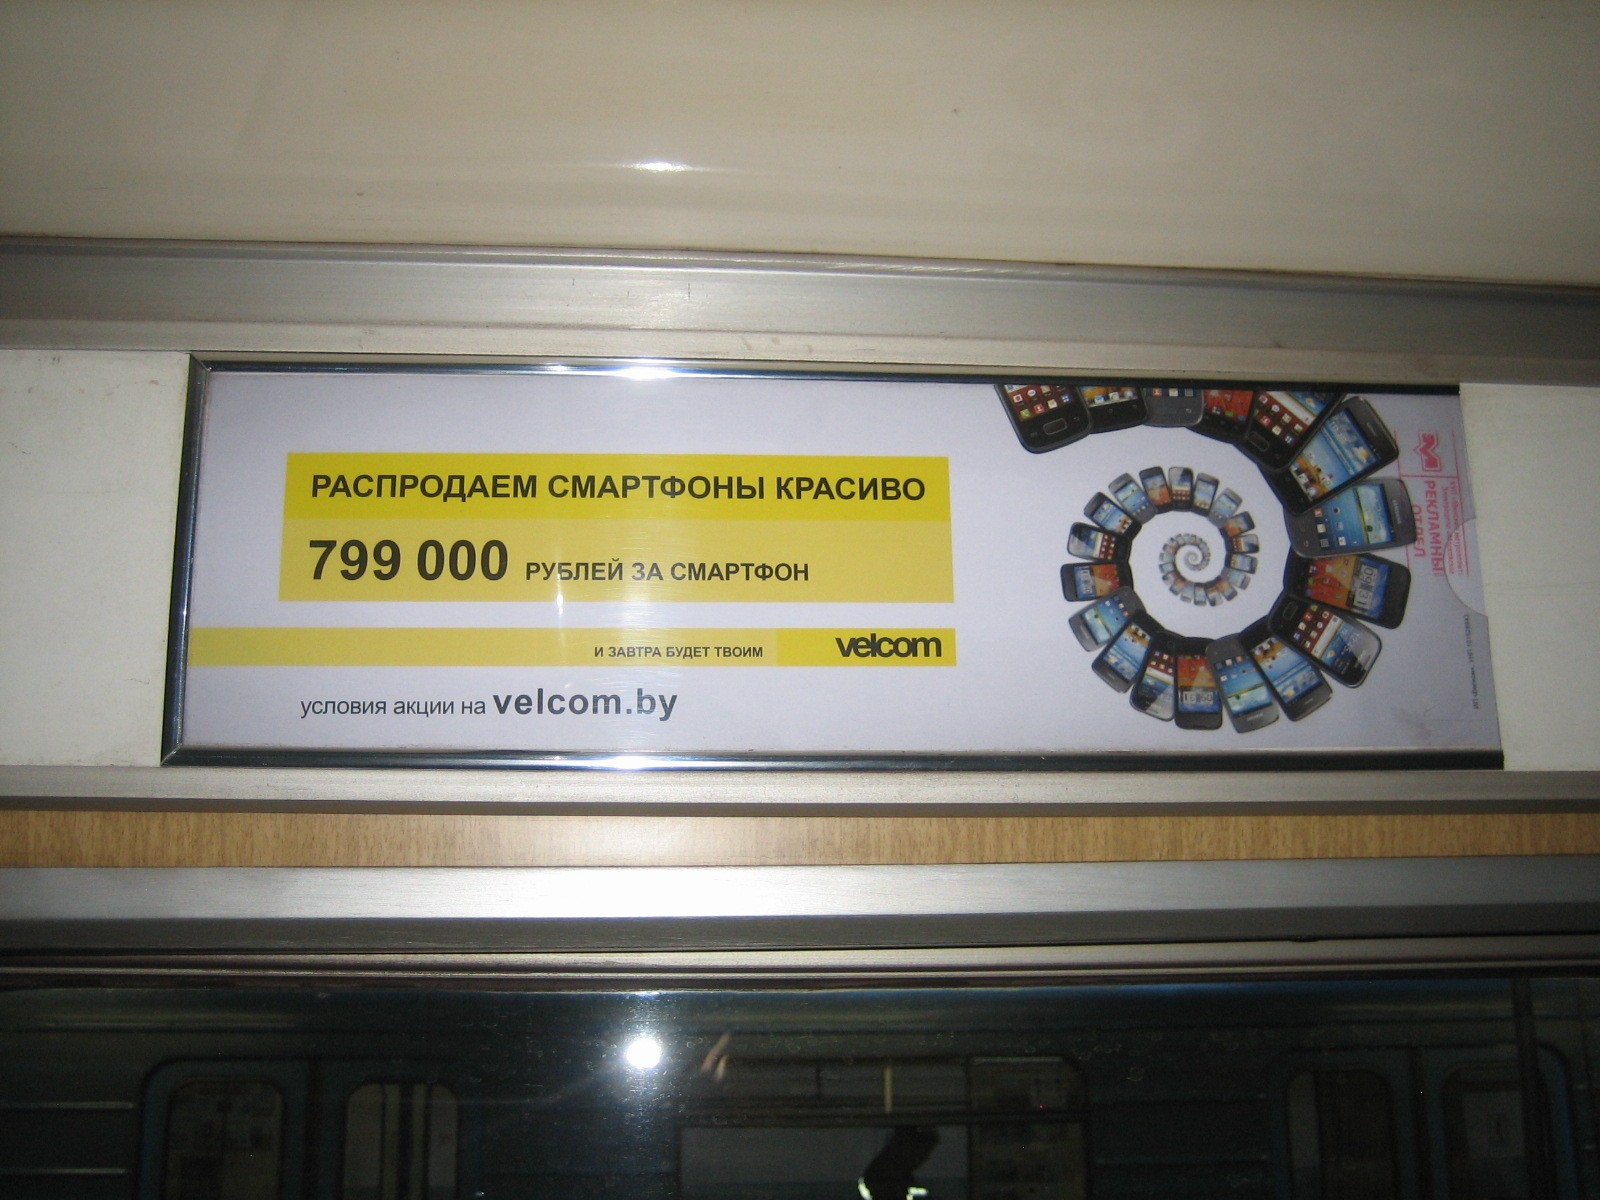 РАСПРОДАЕМ СМАРТФОНЫ КРАСИВО
799 000 РУБЛЕЙ ЗА СМАРТФОН
И ЗАВТРА БУДЕТ ТВОИМ
velcom
условия акции на velcom.by
РЕКЛАМНЫЙ
ОТДЕЛ